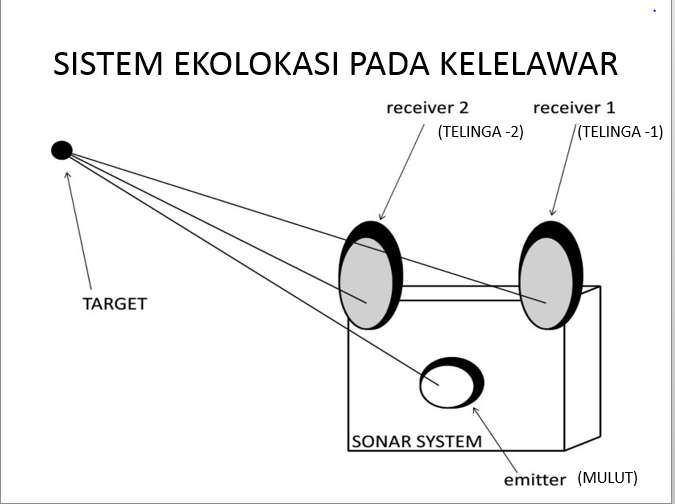 SISTEM EKOLOKASI PADA KELELAWAR
receiver 2
(TELINGA -2)
receiver 1
(TELINGA -1)
TARGET
SONAR SYSTEM
emitter (MULUT)